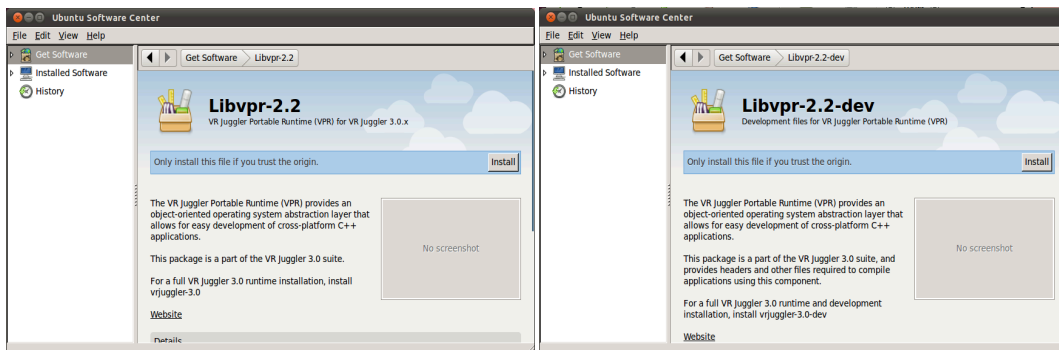 Ubuntu Software Center
File Edit View Help
Get Software
Installed Software
History
Get Software Libvpr-2.2
Libvpr-2.2
VR Juggler Portable Runtime (VPR) for VR Juggler 3.0.x
Only install this file if you trust the origin.
Install
The VR Juggler Portable Runtime (VPR) provides an
object-oriented operating system abstraction layer that
allows for easy development of cross-platform C++
applications.
This package is a part of the VR Juggler 3.0 suite.
For a full VR Juggler 3.0 runtime installation, install
vrjuggler-3.0
No screenshot
Website
Details
Ubuntu Software Center
File Edit View Help
Get Software
Installed Software
History
Get Software Libvpr-2.2-dev
Libvpr-2.2-dev
Development files for VR Juggler Portable Runtime (VPR)
Only install this file if you trust the origin.
Install
The VR Juggler Portable Runtime (VPR) provides an
object-oriented operating system abstraction layer that
allows for easy development of cross-platform C++
applications.
This package is a part of the VR Juggler 3.0 suite, and
provides headers and other files required to compile
applications using this component.
For a full VR Juggler 3.0 runtime and development
installation, install vrjuggler-3.0-dev
No screenshot
Website